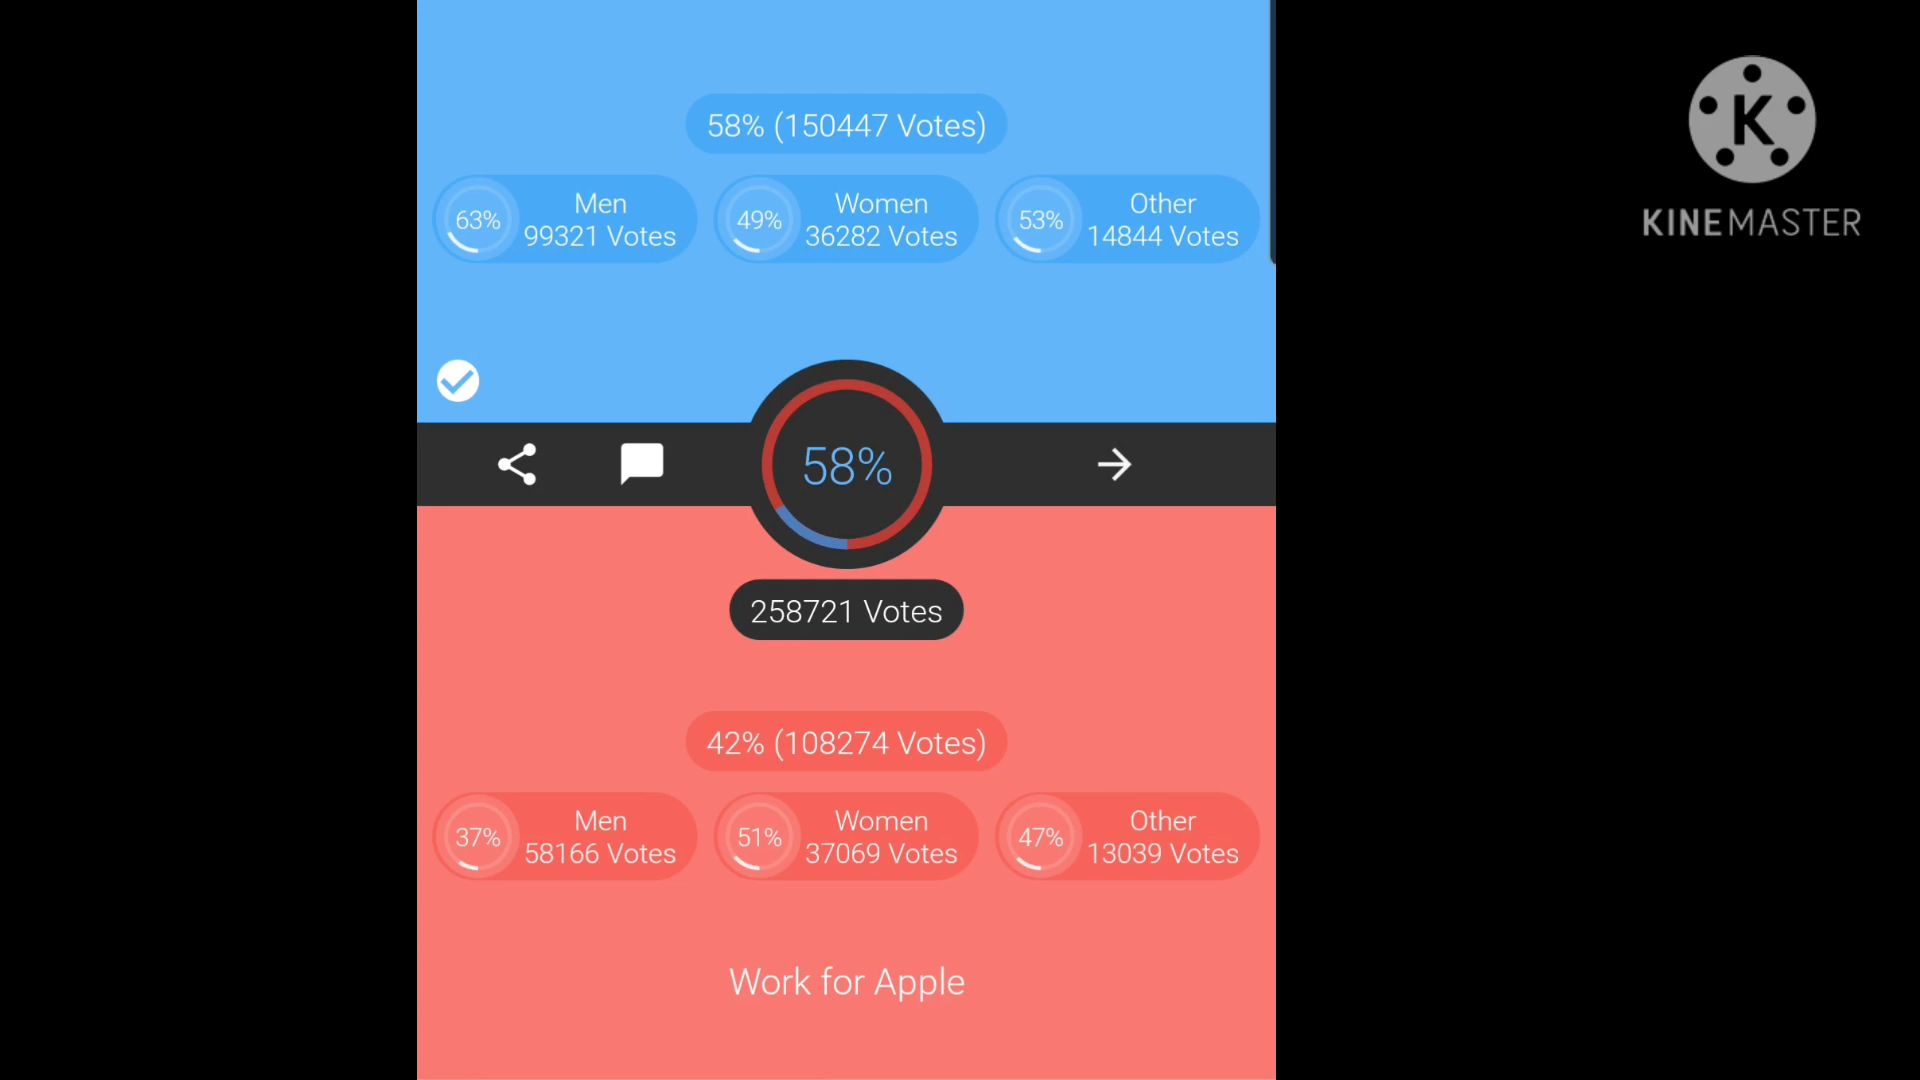 58% (150447 Votes)
63% Men 99321 Votes
49% Women 36282 Votes
53% Other 14844 Votes
K
KINEMASTER
58%
258721 Votes
42% (108274 Votes)
37% Men 58166 Votes
51% Women 37069 Votes
47% Other 13039 Votes
Work for Apple